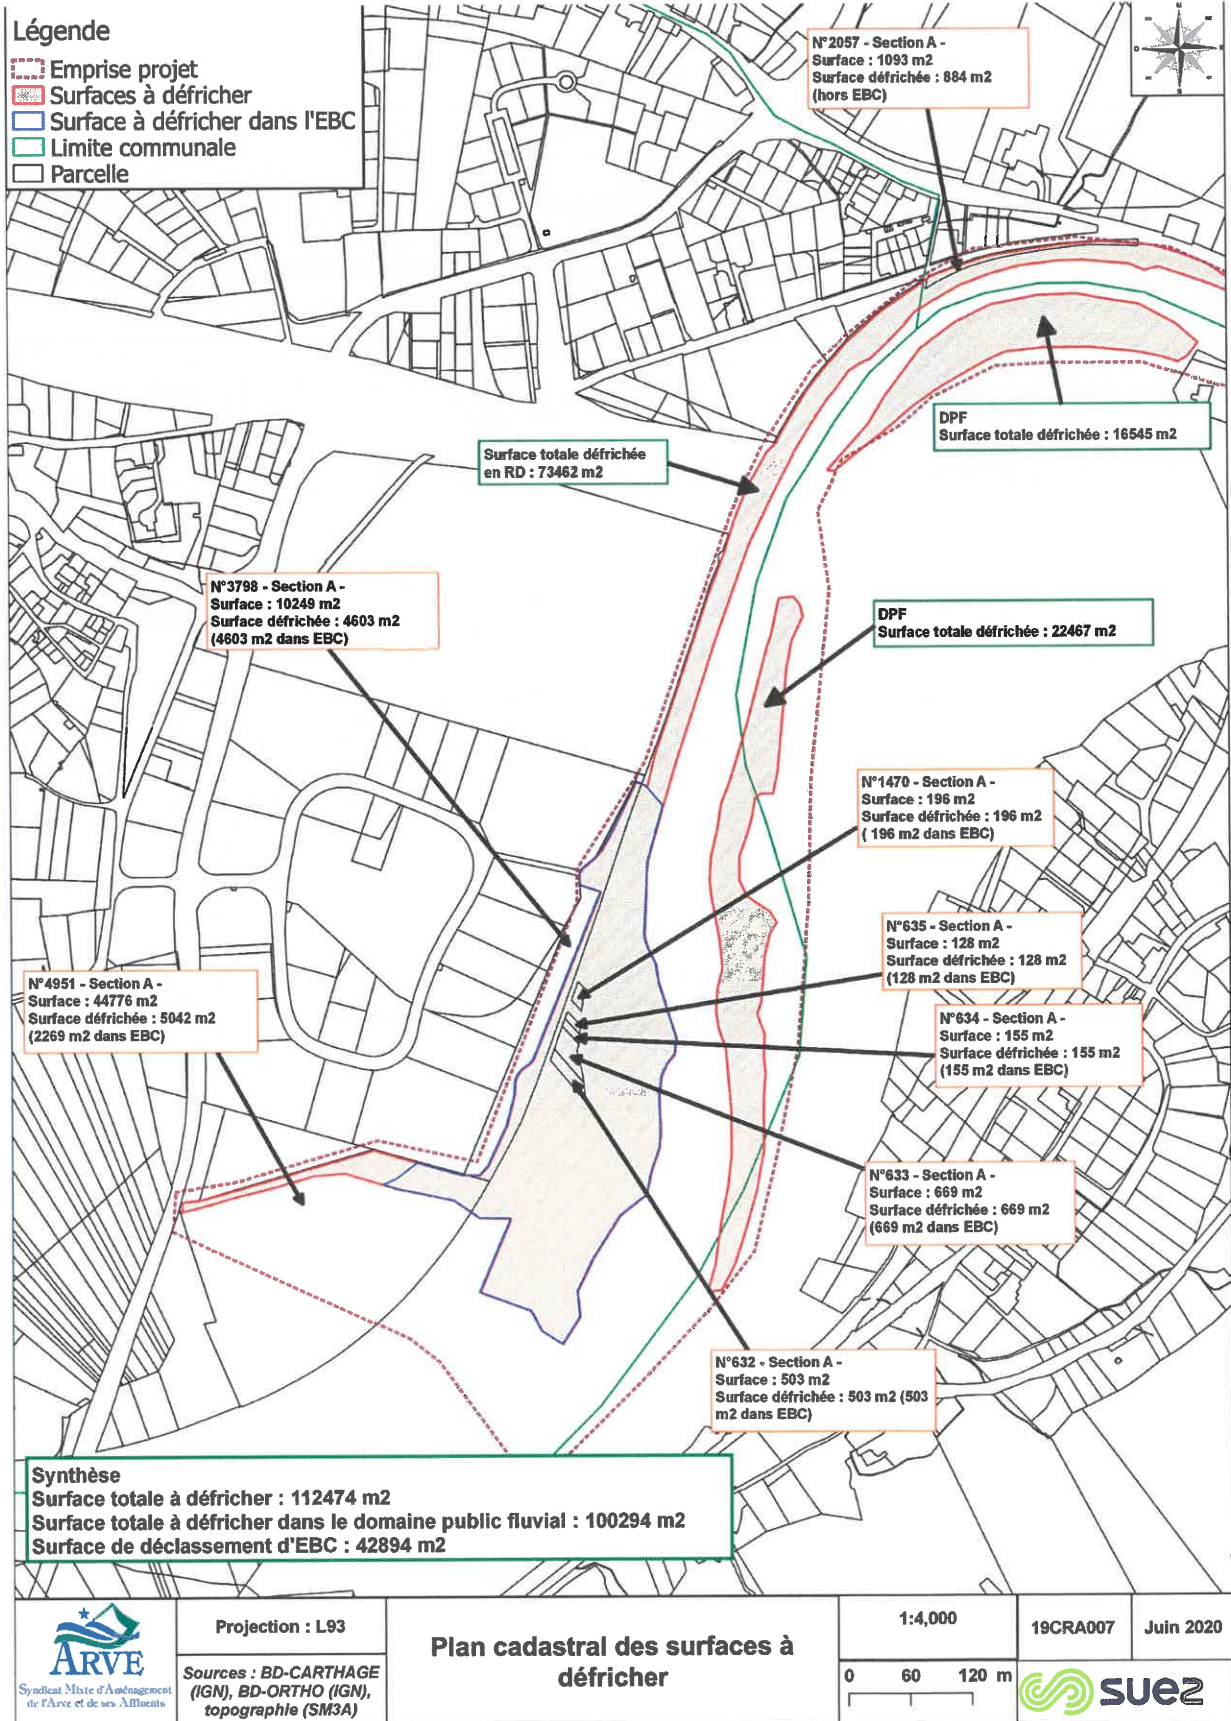 Légende
Emprise projet
Surfaces à défricher
Surface à défricher dans l'EBC
Limite communale
Parcelle
N°2057 - Section A -
Surface : 1093 m2
Surface défrichée : 884 m2
(hors EBC)
DPF
Surface totale défrichée : 16545 m2
Surface totale défrichée
en RD : 73462 m2
N°3798 - Section A -
Surface : 10249 m2
Surface défrichée : 4603 m2
(4603 m2 dans EBC)
DPF
Surface totale défrichée : 22467 m2
N°1470 - Section A -
Surface : 196 m2
Surface défrichée : 196 m2
( 196 m2 dans EBC)
N°635 - Section A -
Surface : 128 m2
Surface défrichée : 128 m2
(128 m2 dans EBC)
N°4951 - Section A -
Surface : 44776 m2
Surface défrichée : 5042 m2
(2269 m2 dans EBC)
N°634 - Section A -
Surface : 155 m2
Surface défrichée : 155 m2
(155 m2 dans EBC)
N°633 - Section A -
Surface : 669 m2
Surface défrichée : 669 m2
(669 m2 dans EBC)
N°632 - Section A -
Surface : 503 m2
Surface défrichée : 503 m2 (503
m2 dans EBC)
Synthèse
Surface totale à défricher : 112474 m2
Surface totale à défricher dans le domaine public fluvial : 100294 m2
Surface de déclassement d'EBC : 42894 m2
ARVE
Syndicat Mixte d'Aménagement
de l'Arve et de ses Affluents
Projection : L93
Sources : BD-CARTHAGE
(IGN), BD-ORTHO (IGN),
topographie (SM3A)
Plan cadastral des surfaces à
défricher
1:4,000
0 60 120 m
19CRA007
Juin 2020
suez